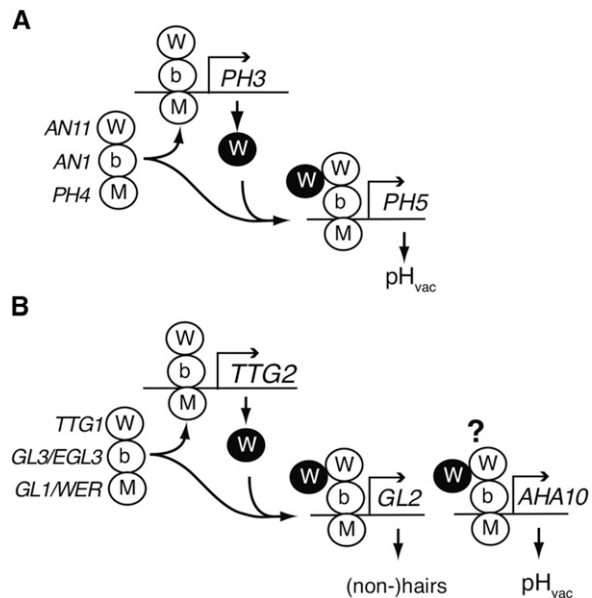 A
W
b
M
PH3
AN11 W
AN1 b
PH4 M
W
W W
b
M
PH5
pHvac
B
W
b
M
TTG2
TTG1 W
GL3/EGL3 b
GL1/WER M
W
W W
b
M
GL2
(non-)hairs
?
W W
b
M
AHA10
pHvac